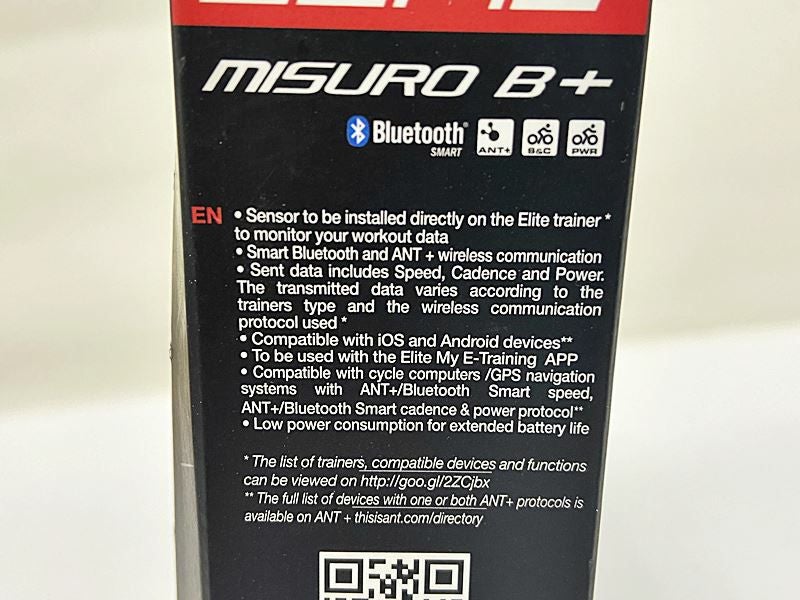 MISURO B+
Bluetooth®
SMART
ANT+
S&C
PWR
EN • Sensor to be installed directly on the Elite trainer *
to monitor your workout data
• Smart Bluetooth and ANT + wireless communication
• Sent data includes Speed, Cadence and Power.
The transmitted data varies according to the
trainers type and the wireless communication
protocol used *
• Compatible with iOS and Android devices**
• To be used with the Elite My E-Training APP
• Compatible with cycle computers /GPS navigation
systems with ANT+/Bluetooth Smart speed,
ANT+/Bluetooth Smart cadence & power protocol**
• Low power consumption for extended battery life
* The list of trainers, compatible devices and functions
can be viewed on http://goo.gl/2ZCjbx
** The full list of devices with one or both ANT+ protocols is
available on ANT + thisisant.com/directory